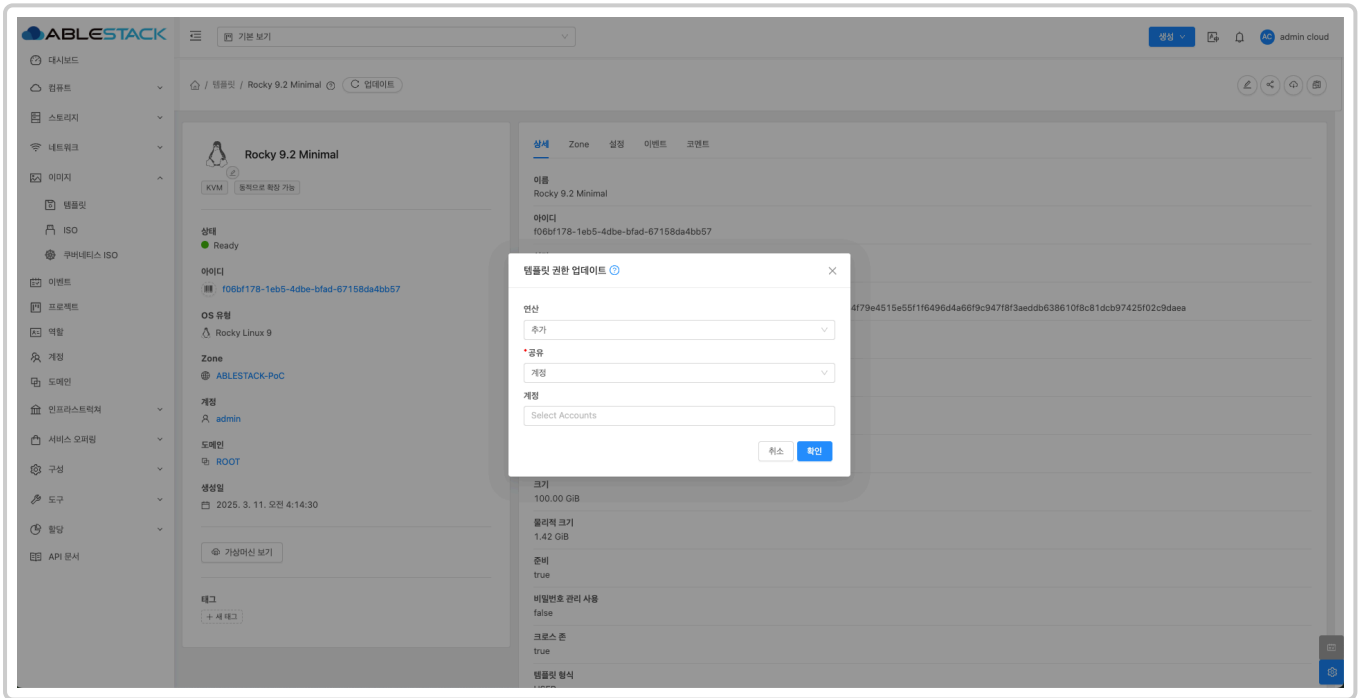 ABLESTACK
기본 보기
생성
AC
admin cloud
대시보드
컴퓨트
스토리지
네트워크
이미지
템플릿
ISO
쿠버네티스 ISO
이벤트
프로젝트
역할
계정
도메인
인프라스트럭쳐
서비스 오퍼링
구성
도구
할당
API 문서
/ 템플릿 / Rocky 9.2 Minimal
업데이트
Rocky 9.2 Minimal
KVM
동적으로 확장 가능
상태
Ready
아이디
f06bf178-1eb5-4dbe-bfad-67158da4bb57
OS 유형
Rocky Linux 9
Zone
ABLESTACK-PoC
계정
admin
도메인
ROOT
생성일
2025. 3. 11. 오전 4:14:30
가상머신 보기
태그
+ 새 태그
상세
Zone
설정
이벤트
코멘트
이름
Rocky 9.2 Minimal
아이디
f06bf178-1eb5-4dbe-bfad-67158da4bb57
4f79e4515e55f1f6496d4a66f9c947f8f3aeddb638610f8c81dcb97425f02c9daea
템플릿 권한 업데이트
연산
추가
*공유
계정
계정
Select Accounts
취소
확인
크기
100.00 GiB
물리적 크기
1.42 GiB
준비
true
비밀번호 관리 사용
false
크로스 존
true
템플릿 형식